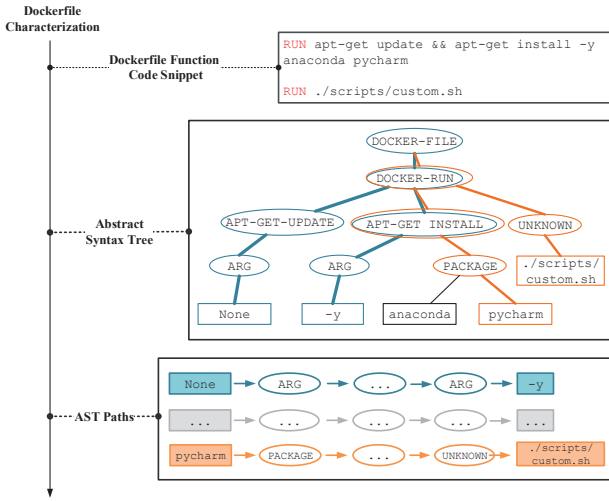 Dockerfile
Characterization
Dockerfile Function
Code Snippet
RUN apt-get update && apt-get install -y
anaconda pycharm
RUN ./scripts/custom.sh
Abstract
Syntax Tree
DOCKER-FILE
DOCKER-RUN
APT-GET-UPDATE APT-GET INSTALL UNKNOWN
ARG ARG PACKAGE ./scripts/
custom.sh
None -y anaconda pycharm
AST Paths
None ARG ... ARG -y
... ... ... ... ...
pycharm PACKAGE ... UNKNOWN ./scripts/
custom.sh